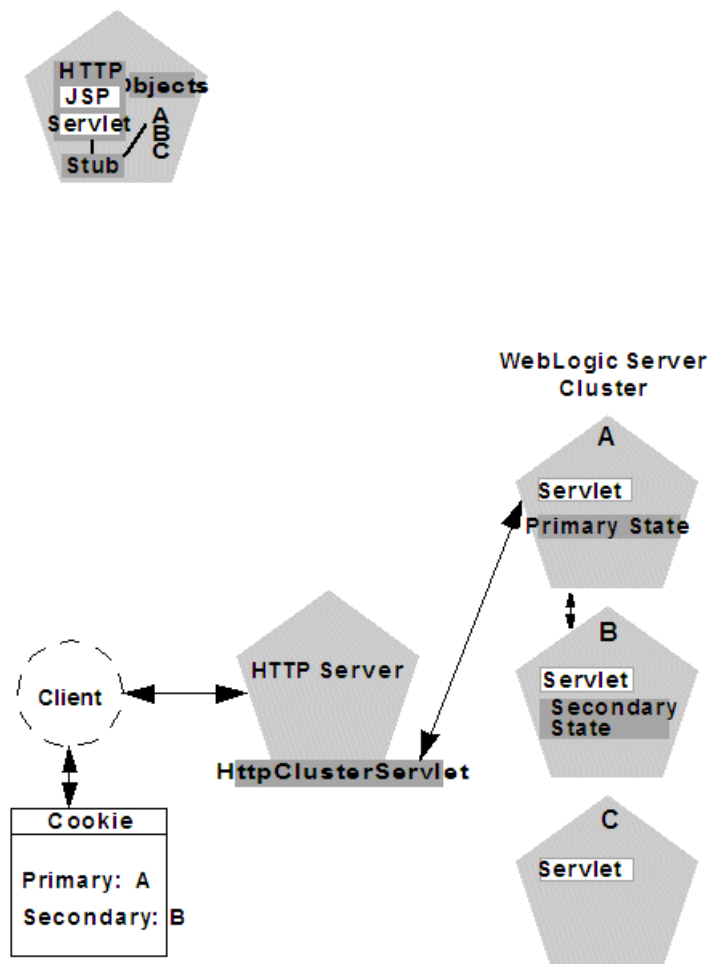 HTTP
Objects
JSP
Servlet
A
B
C
Stub
WebLogic Server
Cluster
A
Servlet
Primary State
B
Servlet
Secondary
State
HTTP Server
HttpClusterServlet
Client
Cookie
Primary: A
Secondary: B
C
Servlet